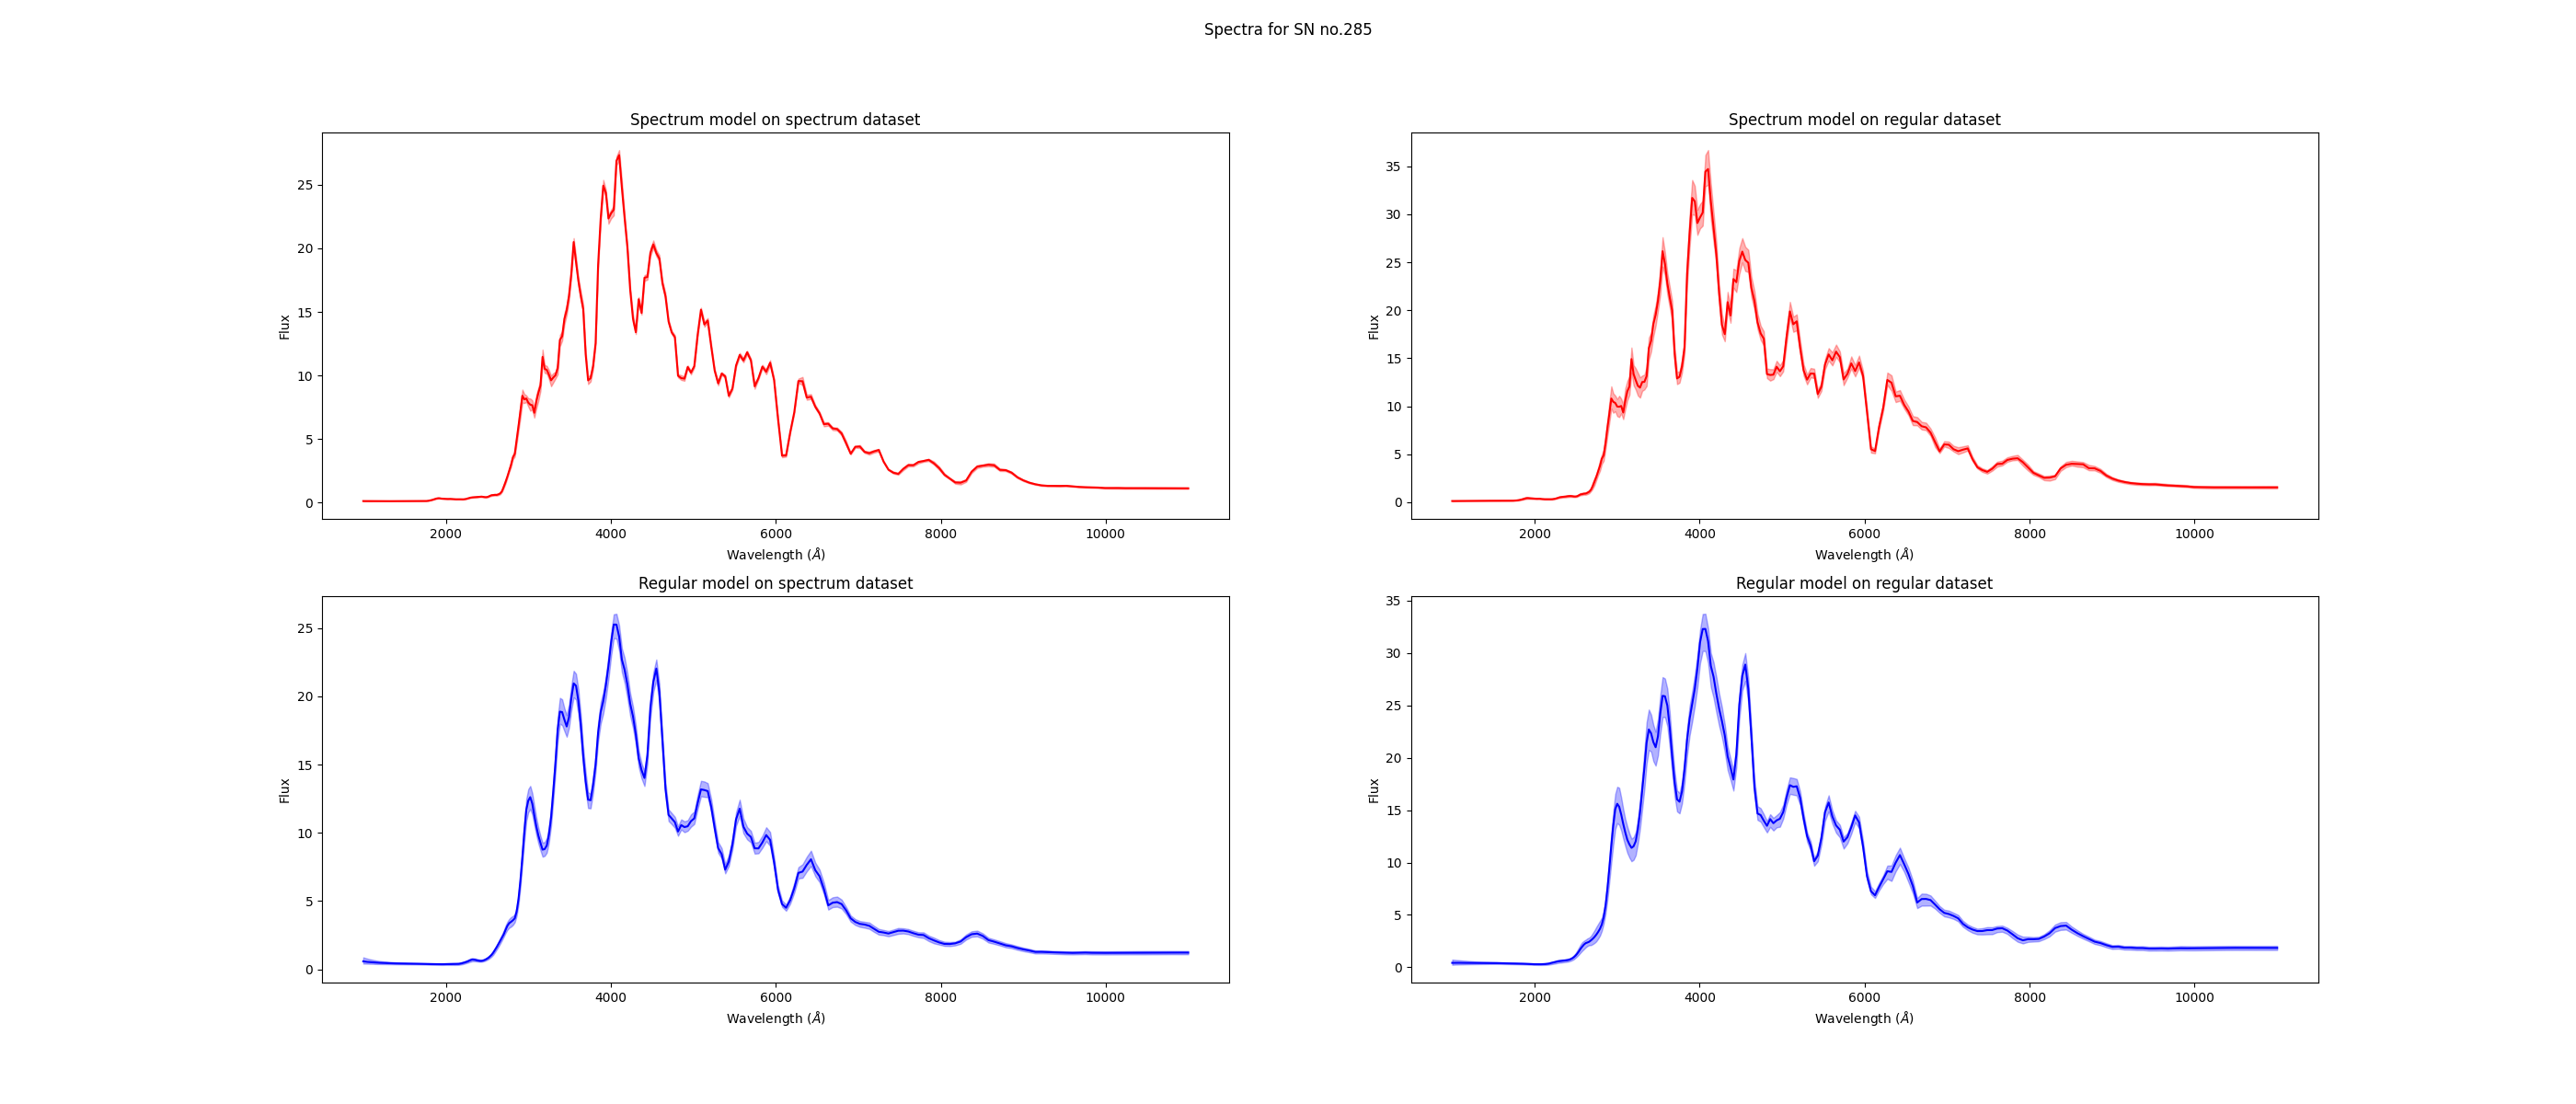 Spectra for SN no.285
Spectrum model on spectrum dataset
Flux
25
20
15
10
5
0
2000 4000 6000 8000 10000
Wavelength (Å)
Spectrum model on regular dataset
Flux
35
30
25
20
15
10
5
0
2000 4000 6000 8000 10000
Wavelength (Å)
Regular model on spectrum dataset
Flux
25
20
15
10
5
0
2000 4000 6000 8000 10000
Wavelength (Å)
Regular model on regular dataset
Flux
35
30
25
20
15
10
5
0
2000 4000 6000 8000 10000
Wavelength (Å)